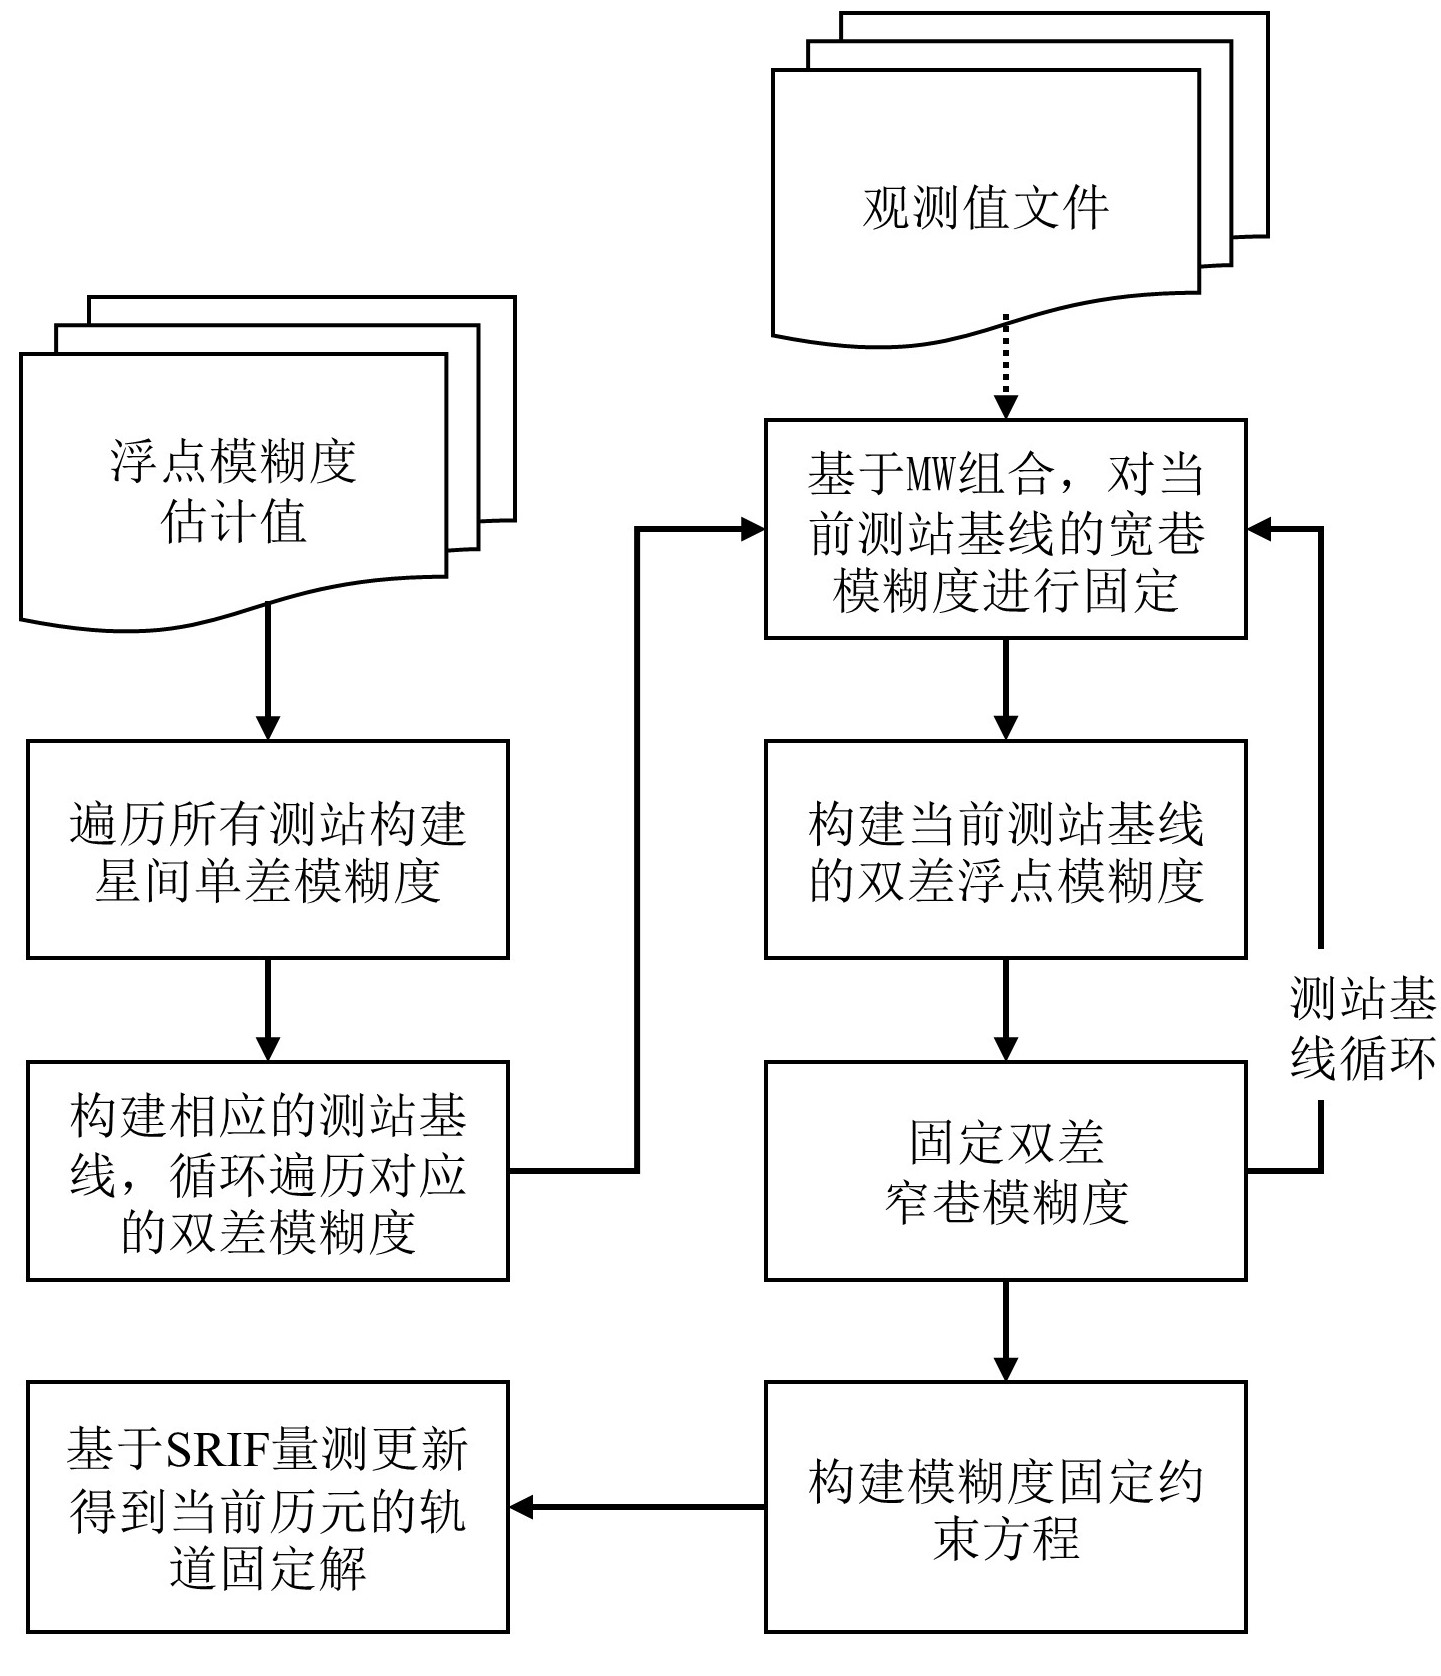 观测值文件
浮点模糊度
估计值
基于MW组合，对当
前测站基线的宽巷
模糊度进行固定
遍历所有测站构建
星间单差模糊度
构建当前测站基线
的双差浮点模糊度
测站基
线循环
构建相应的测站基
线，循环遍历对应
的双差模糊度
固定双差
窄巷模糊度
基于SRIF量测更新
得到当前历元的轨
道固定解
构建模糊度固定约
束方程